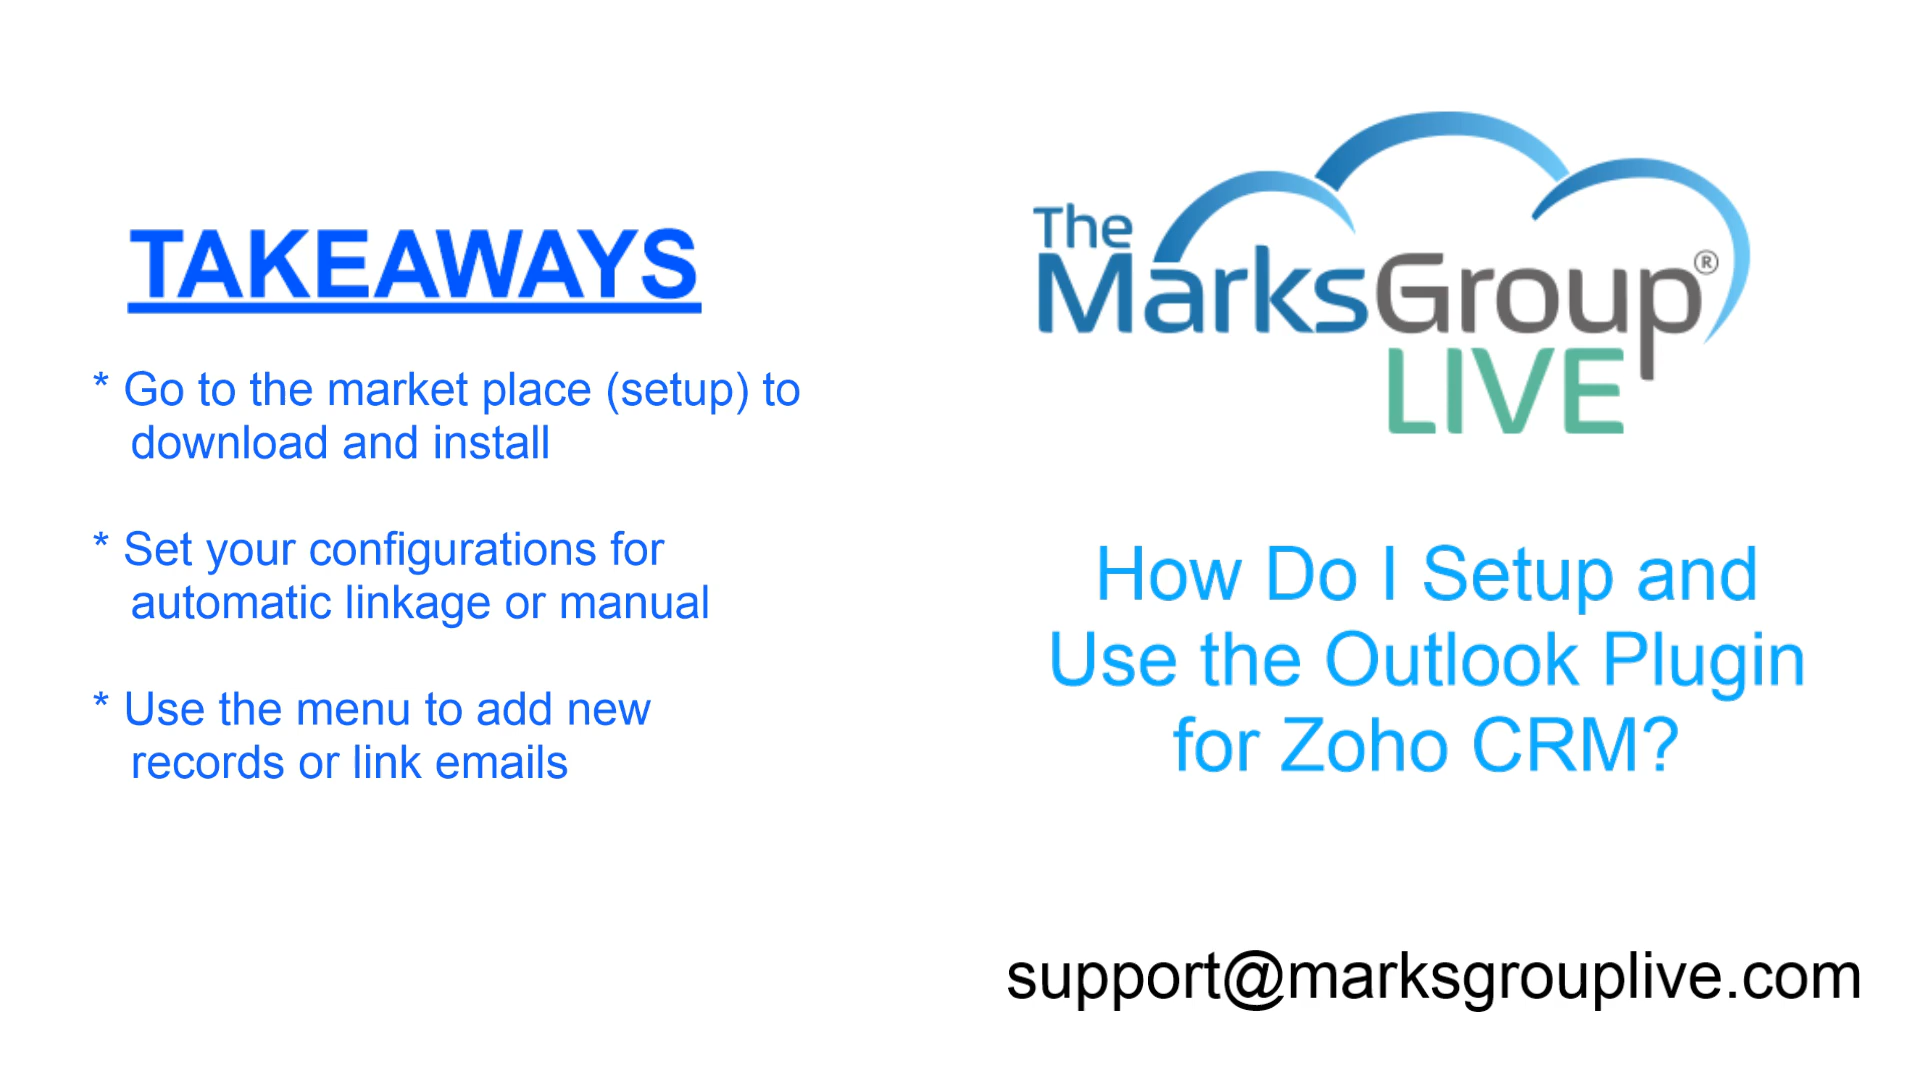 TAKEAWAYS
* Go to the market place (setup) to
download and install
* Set your configurations for
automatic linkage or manual
* Use the menu to add new
records or link emails
The
MarksGroup®
LIVE
How Do I Setup and
Use the Outlook Plugin
for Zoho CRM?
support@marksgrouplive.com